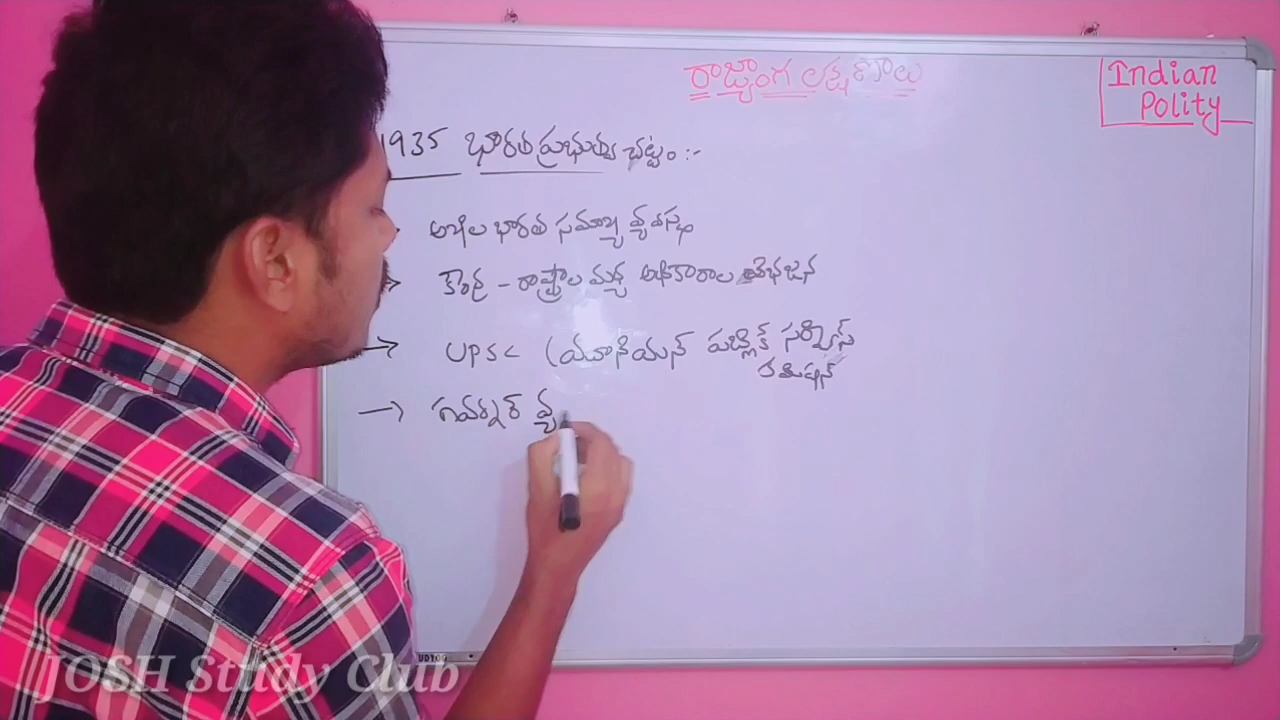 రాజ్యాంగ లక్షణాలు
Indian
Polity
1935 భారత ప్రభుత్వ చట్టం :-
అఖిల భారత సమాఖ్య వ్యవస్థ
కేంద్ర - రాష్ట్రాల మధ్య అధికారాల విభజన
UPSC (యూనియన్ పబ్లిక్ సర్వీస్
కమిషన్
గవర్నర్ వ్య
UD100
JOSH Study Club